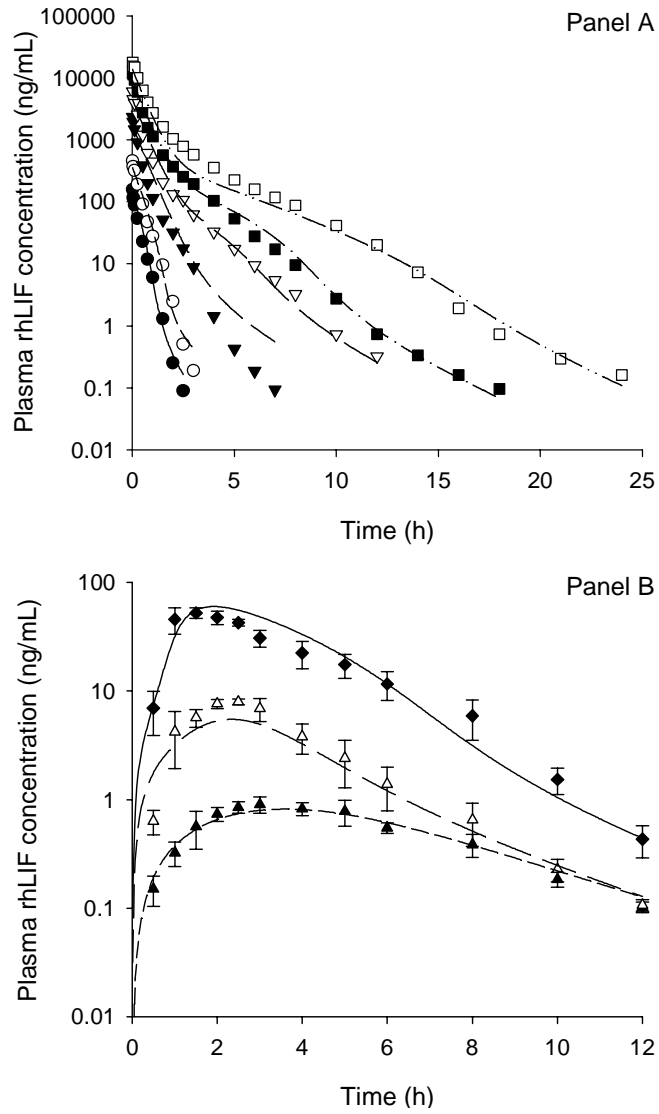 Panel A
Plasma rhLIF concentration (ng/mL)
100000
10000
1000
100
10
1
0.1
0.01
0 5 10 15 20 25
Time (h)
Panel B
Plasma rhLIF concentration (ng/mL)
100
10
1
0.1
0.01
0 2 4 6 8 10 12
Time (h)